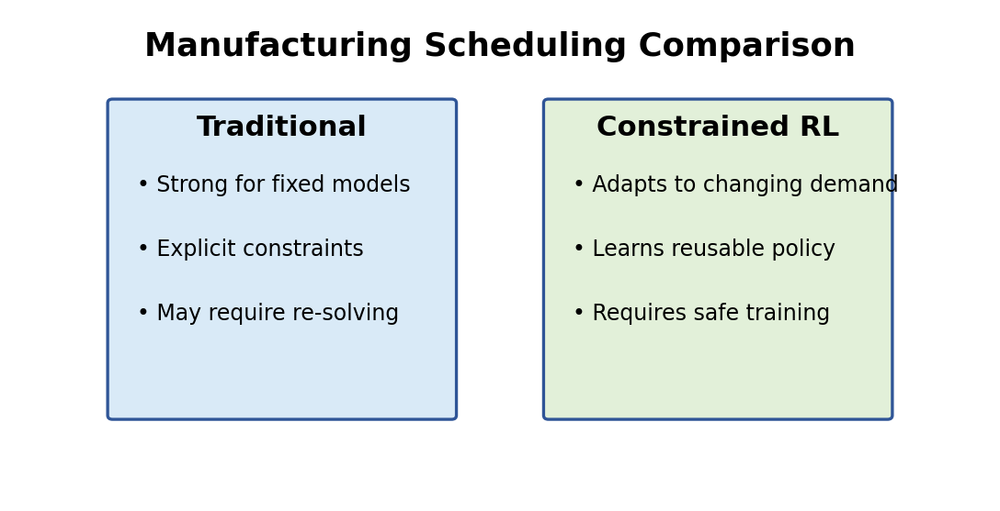 Manufacturing Scheduling Comparison
Traditional
• Strong for fixed models
• Explicit constraints
• May require re-solving
Constrained RL
• Adapts to changing demand
• Learns reusable policy
• Requires safe training